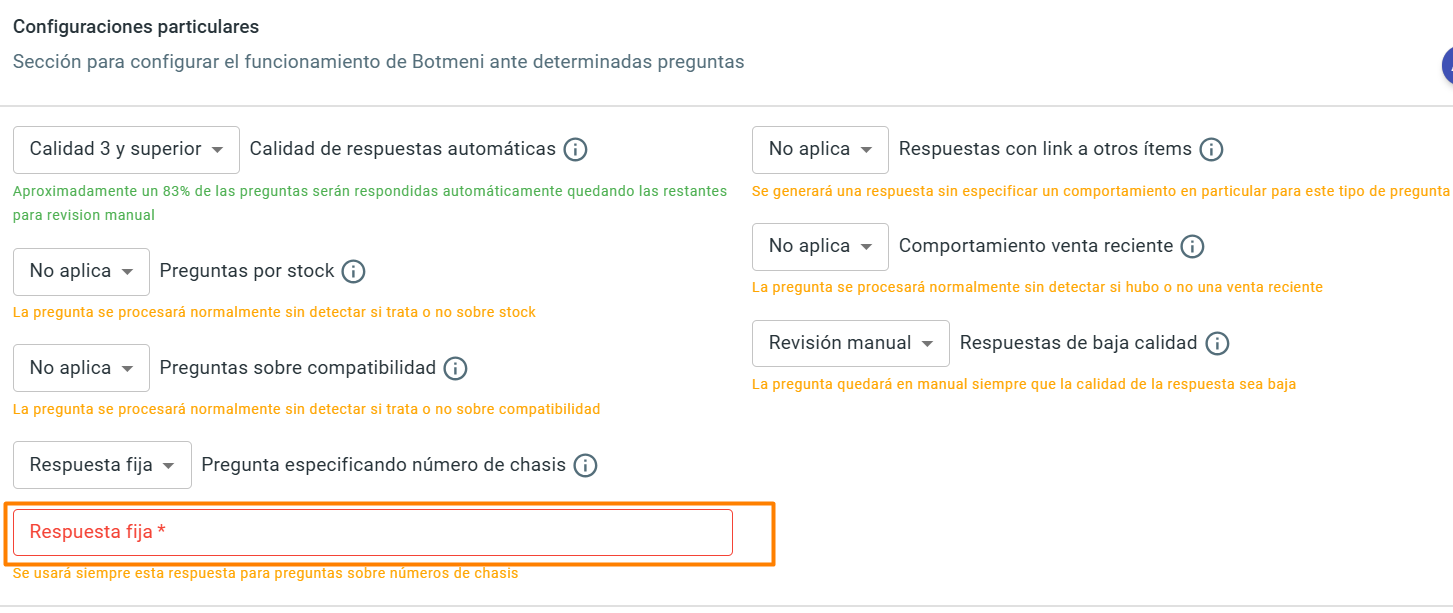 Configuraciones particulares
Sección para configurar el funcionamiento de Botmeni ante determinadas preguntas
Calidad 3 y superior
Calidad de respuestas automáticas
Aproximadamente un 83% de las preguntas serán respondidas automáticamente quedando las restantes
para revision manual
No aplica
Preguntas por stock
La pregunta se procesará normalmente sin detectar si trata o no sobre stock
No aplica
Preguntas sobre compatibilidad
La pregunta se procesará normalmente sin detectar si trata o no sobre compatibilidad
Respuesta fija
Pregunta especificando número de chasis
Respuesta fija *
Se usará siempre esta respuesta para preguntas sobre números de chasis
No aplica
Respuestas con link a otros ítems
Se generará una respuesta sin especificar un comportamiento en particular para este tipo de pregunta
No aplica
Comportamiento venta reciente
La pregunta se procesará normalmente sin detectar si hubo o no una venta reciente
Revisión manual
Respuestas de baja calidad
La pregunta quedará en manual siempre que la calidad de la respuesta sea baja